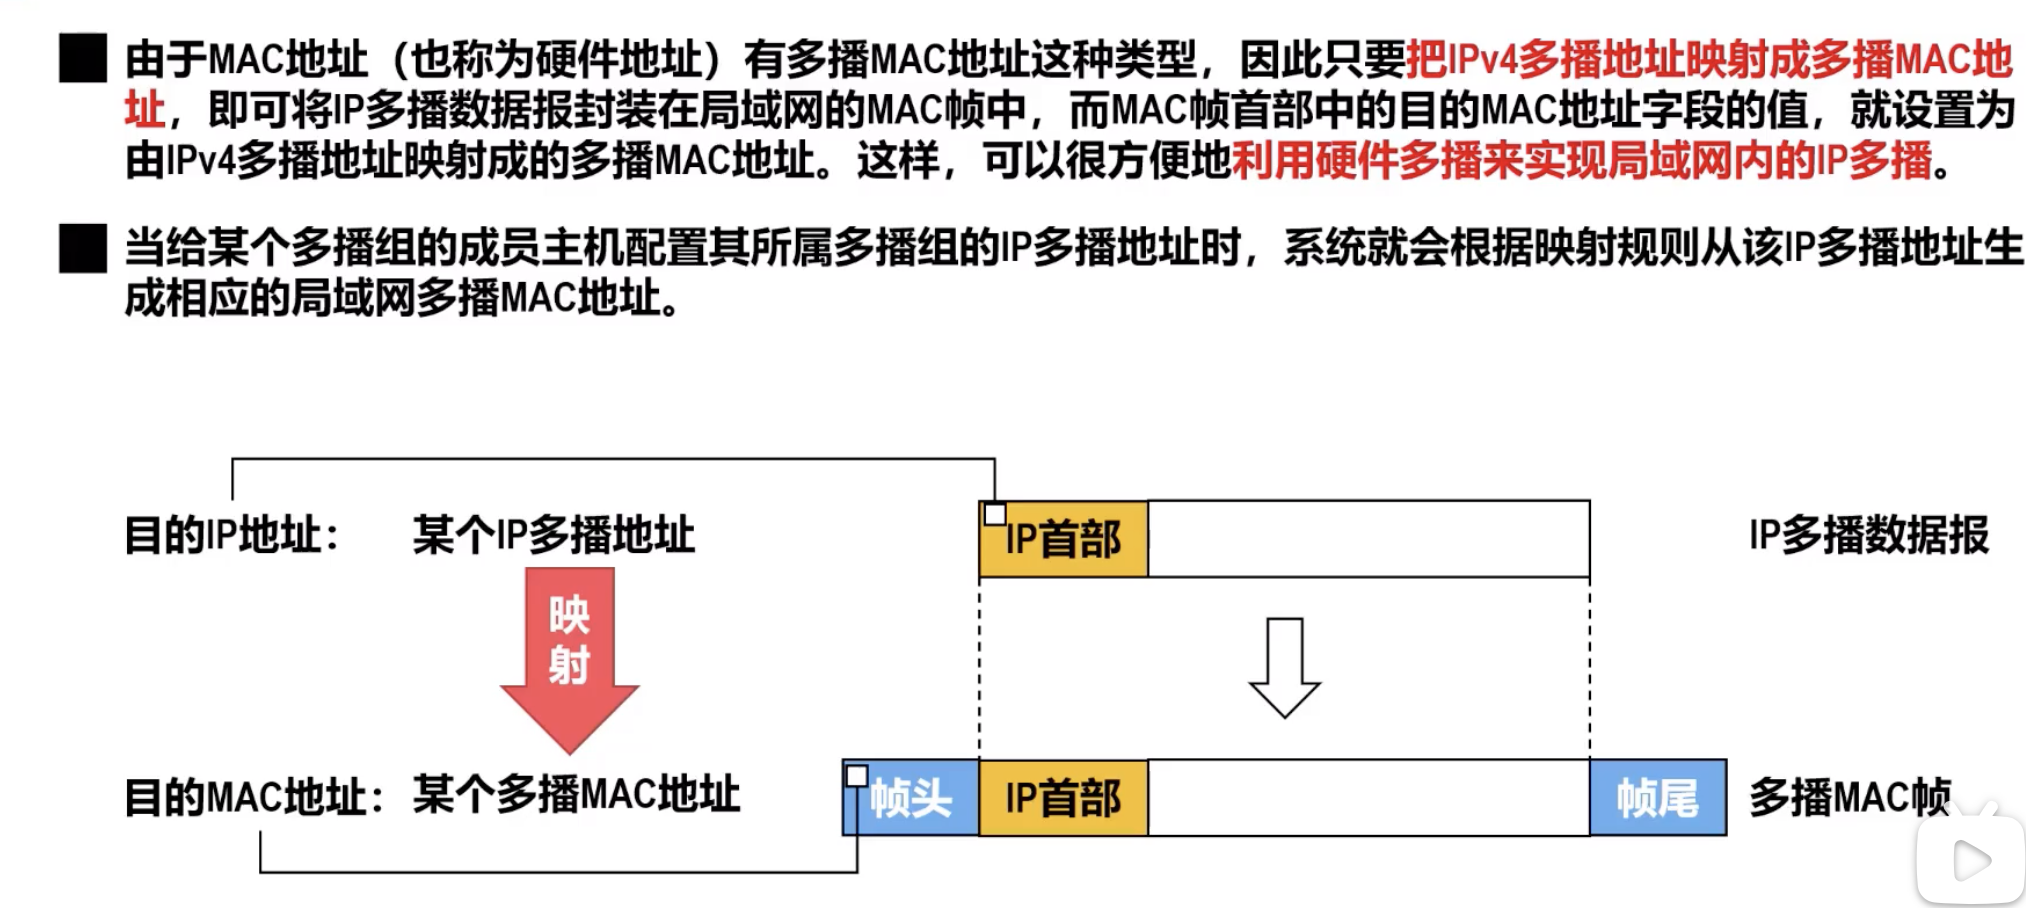 由于MAC地址（也称为硬件地址）有多播MAC地址这种类型，因此只要把IPv4多播地址映射成多播MAC地
址，即可将IP多播数据报封装在局域网的MAC帧中，而MAC帧首部中的目的MAC地址字段的值，就设置为
由IPv4多播地址映射成的多播MAC地址。这样，可以很方便地利用硬件多播来实现局域网内的IP多播。
当给某个多播组的成员主机配置其所属多播组的IP多播地址时，系统就会根据映射规则从该IP多播地址生
成相应的局域网多播MAC地址。
目的IP地址： 某个IP多播地址 IP首部 IP多播数据报
映
射
目的MAC地址：某个多播MAC地址 帧头 IP首部 帧尾 多播MAC帧